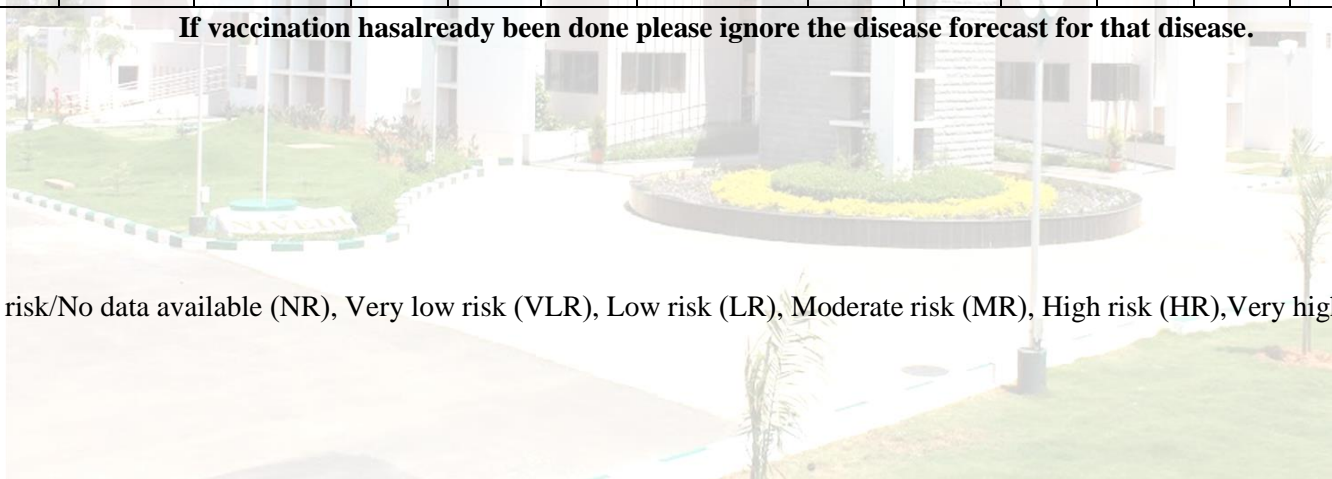 If vaccination hasalready been done please ignore the disease forecast for that disease.
NIVEDI
risk/No data available (NR), Very low risk (VLR), Low risk (LR), Moderate risk (MR), High risk (HR),Very high